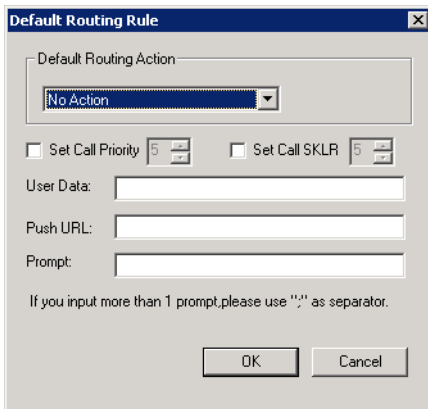 Default Routing Rule
Default Routing Action
No Action
Set Call Priority 5 Set Call SKLR 5
User Data:
Push URL:
Prompt:
If you input more than 1 prompt,please use ";" as separator.
OK Cancel